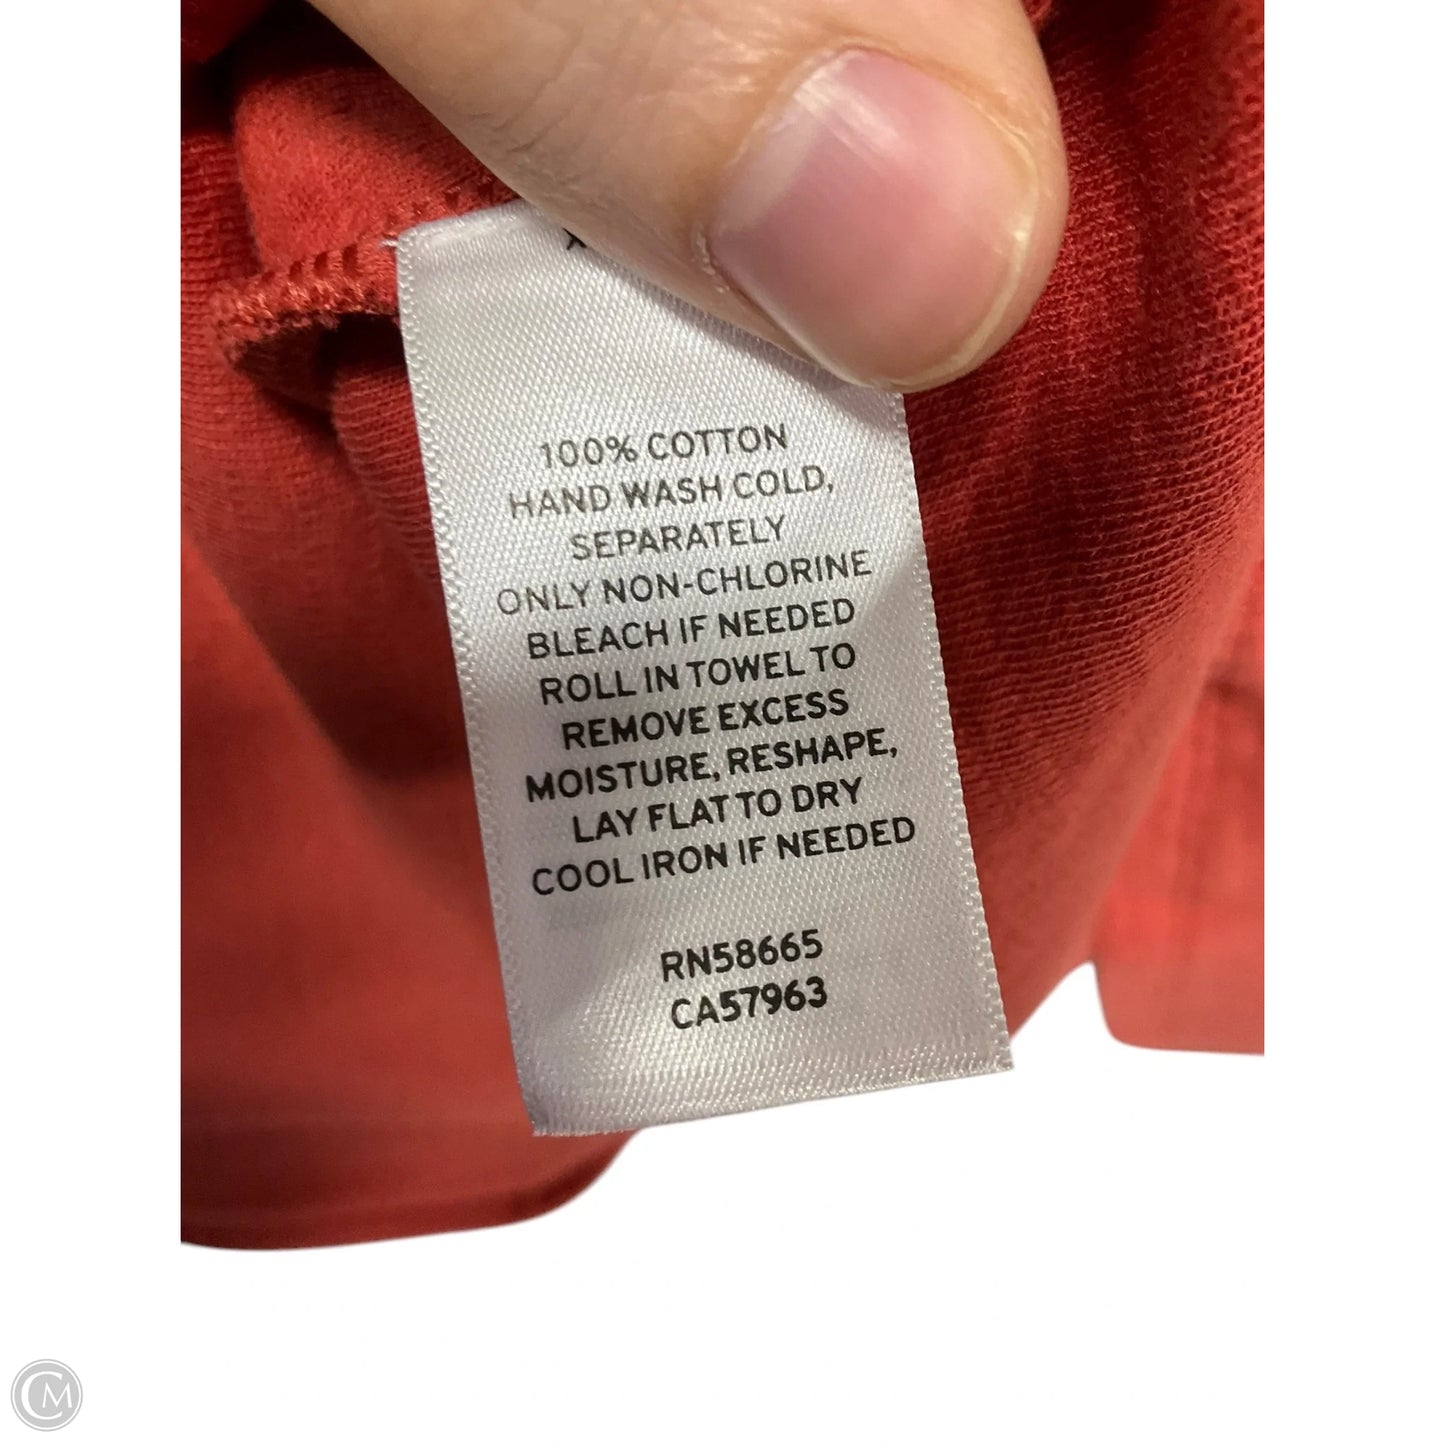 100% COTTON
HAND WASH COLD,
SEPARATELY
ONLY NON-CHLORINE
BLEACH IF NEEDED
ROLL IN TOWEL TO
REMOVE EXCESS
MOISTURE, RESHAPE,
LAY FLAT TO DRY
COOL IRON IF NEEDED
RN58665
CA57963
CM